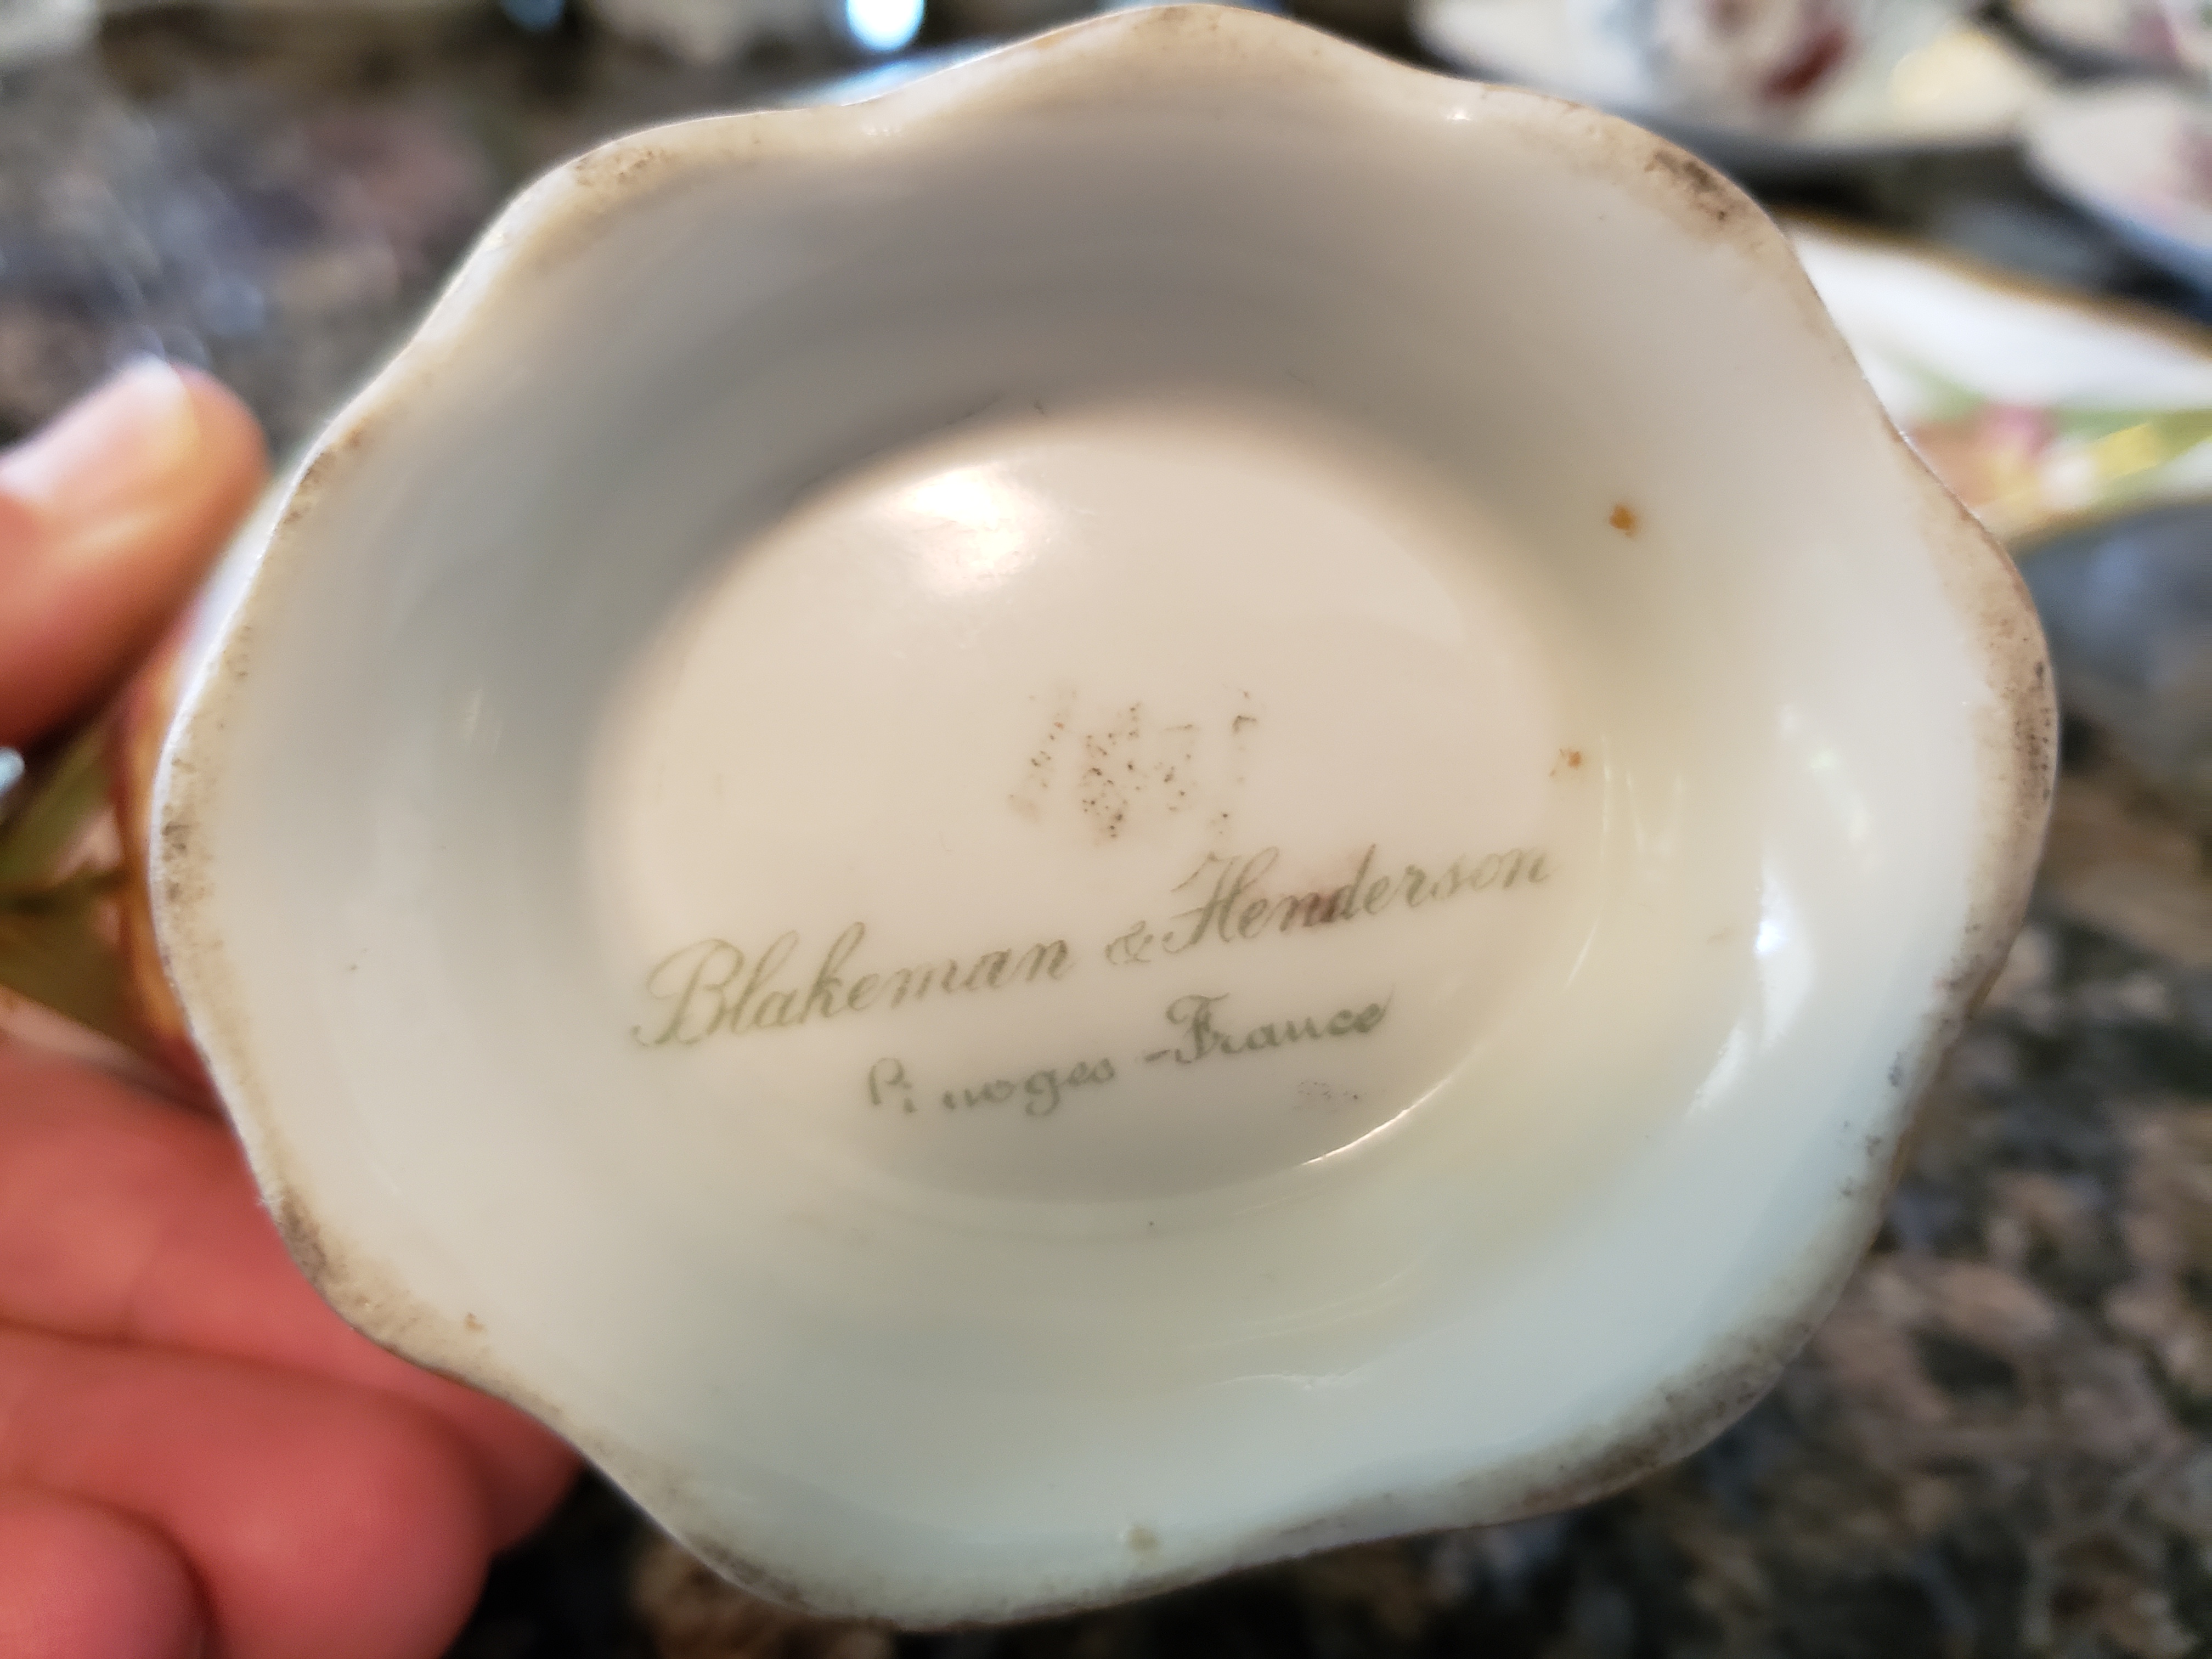 Blakeman & Henderson
Limoges - France